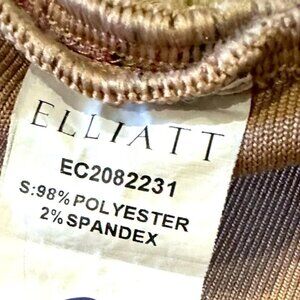 ELLIATT
EC2082231
S:98% POLYESTER
2% SPANDEX